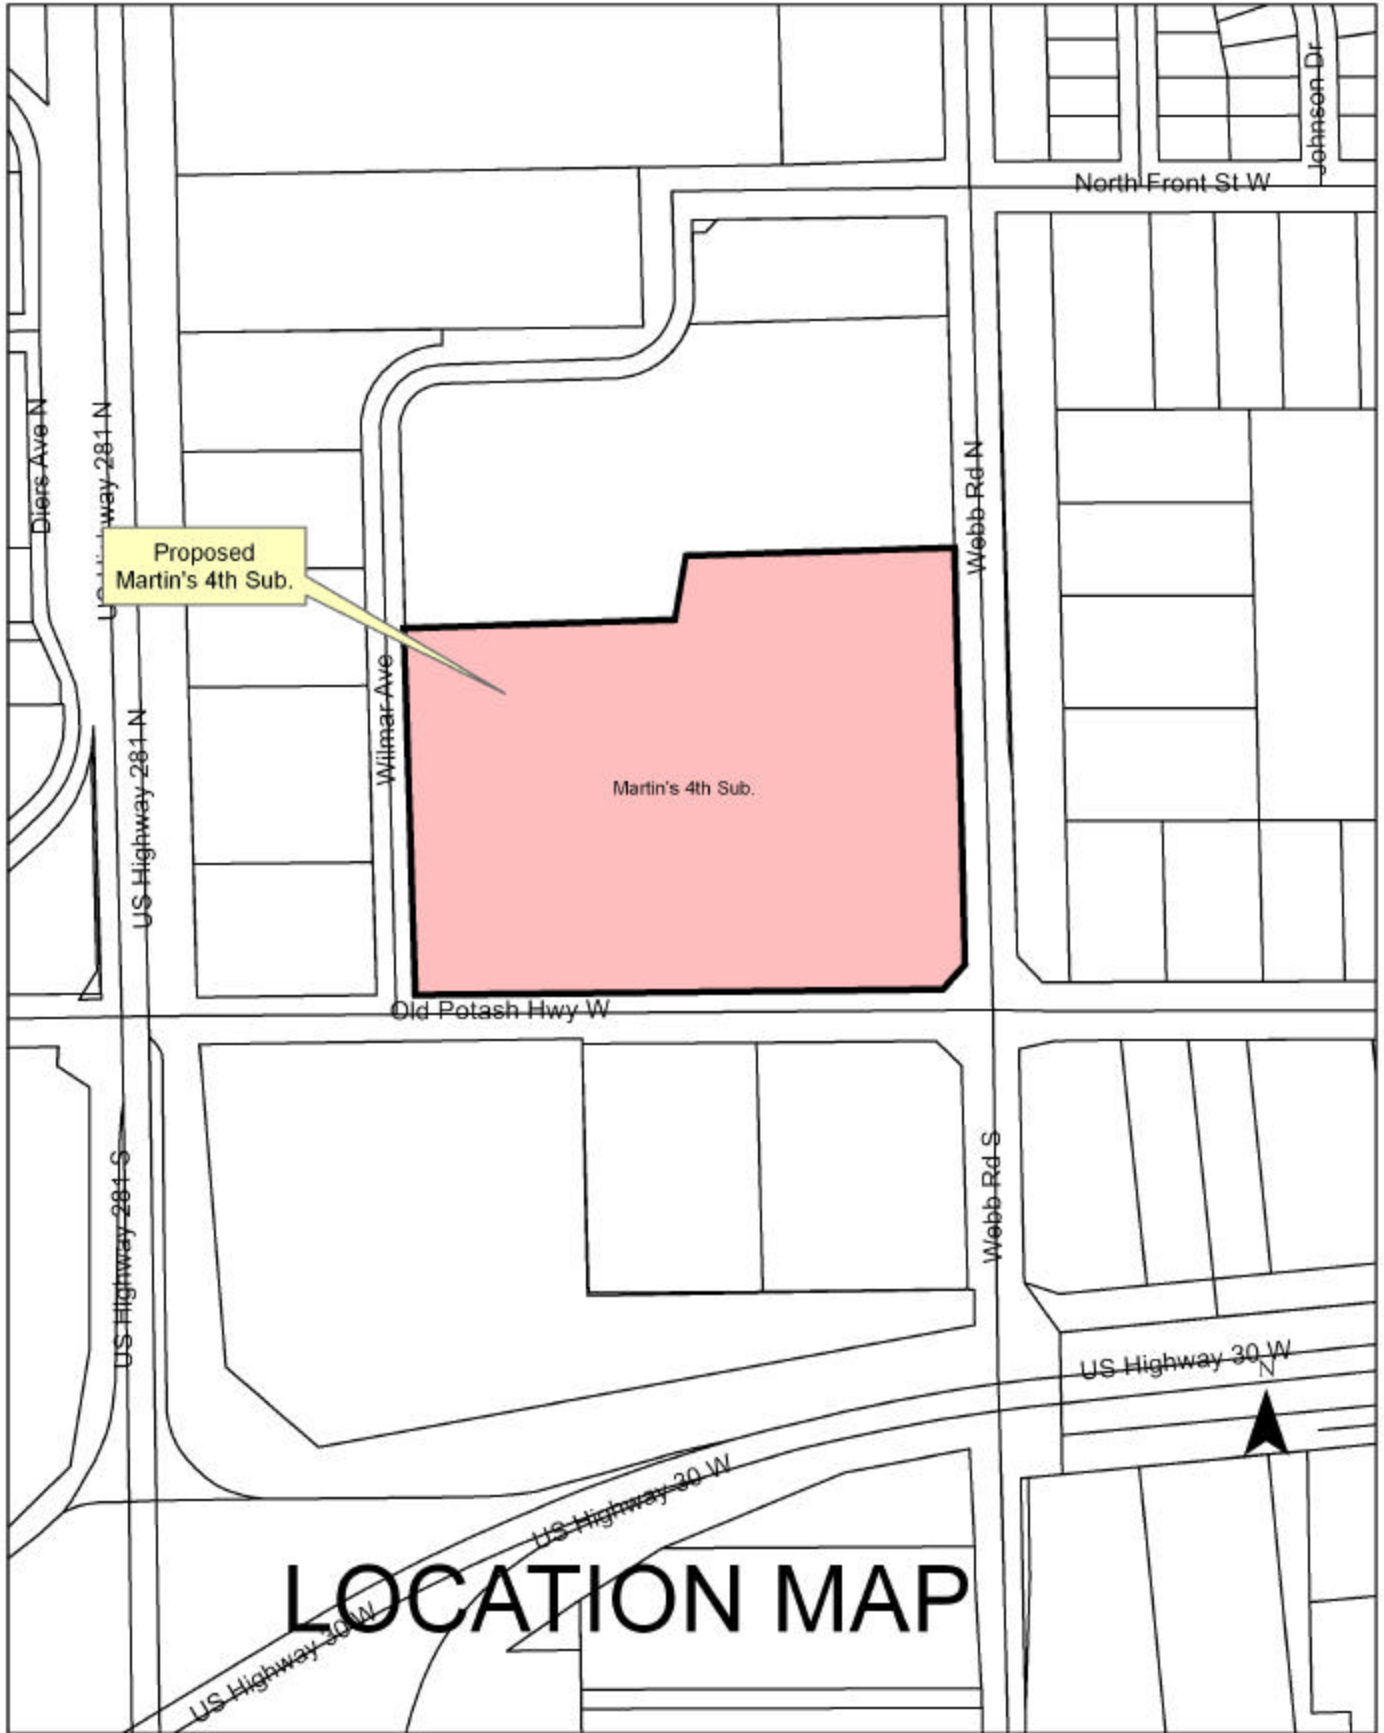 Johnson Dr
North Front St W
Diers Ave N
US Highway 281 N
Webb Rd N
Proposed
Martin's 4th Sub.
Wilmar Ave
US Highway 281 N
Martin's 4th Sub.
Old Potash Hwy W
Webb Rd S
US Highway 281 S
US Highway 30 W
N
US Highway 30 W
LOCATION MAP
US Highway 30 W